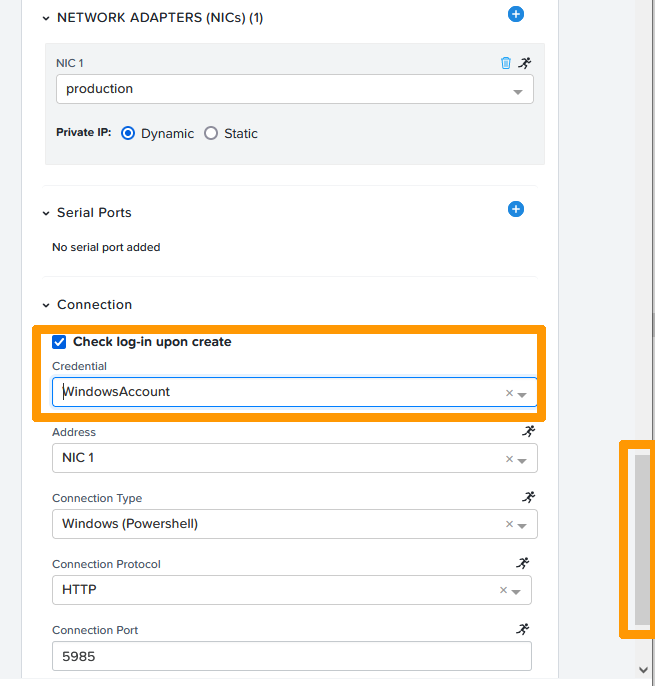 NETWORK ADAPTERS (NICs) (1)
NIC 1
production
Private IP: Dynamic Static
Serial Ports
No serial port added
Connection
Check log-in upon create
Credential
WindowsAccount
Address
NIC 1
Connection Type
Windows (Powershell)
Connection Protocol
HTTP
Connection Port
5985